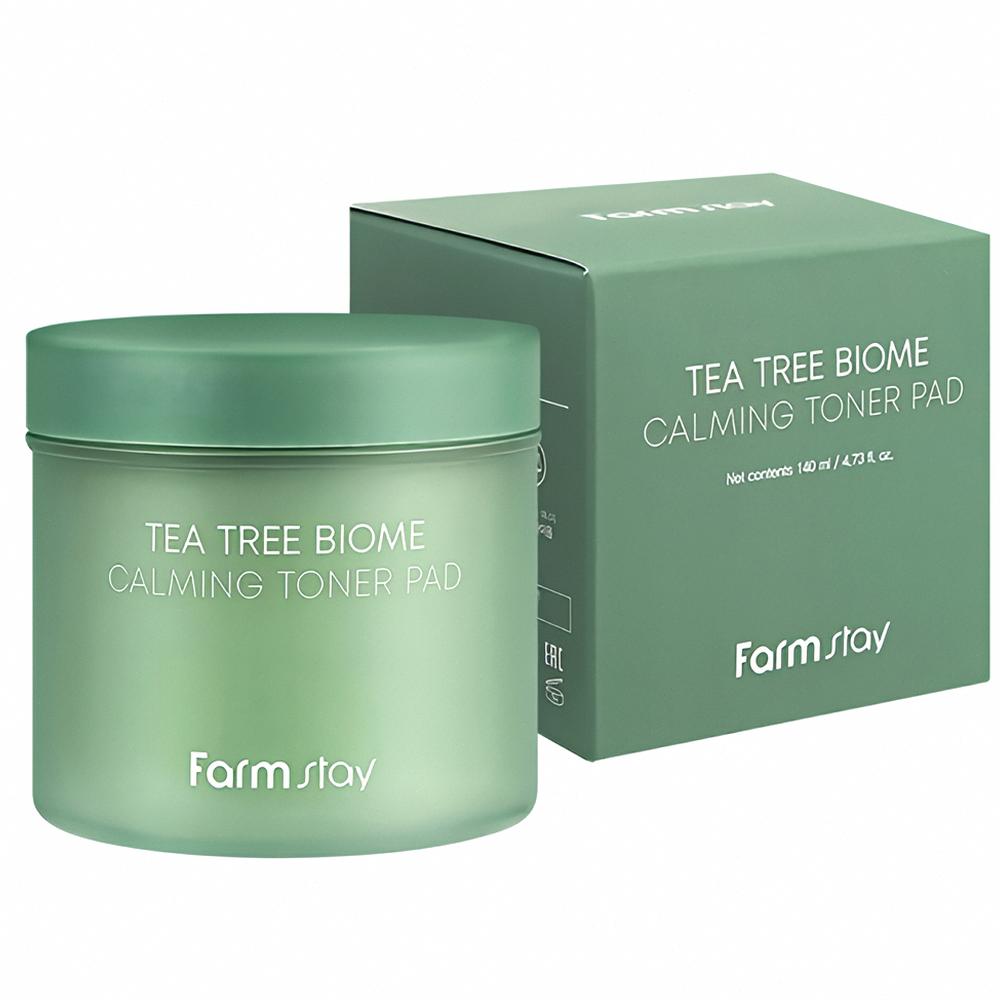 TEA TREE BIOME
CALMING TONER PAD
Farm stay
Farm stay
TEA TREE BIOME
CALMING TONER PAD
Net contents 140 ml / 4.73 fl. oz.
Farm stay
EAC